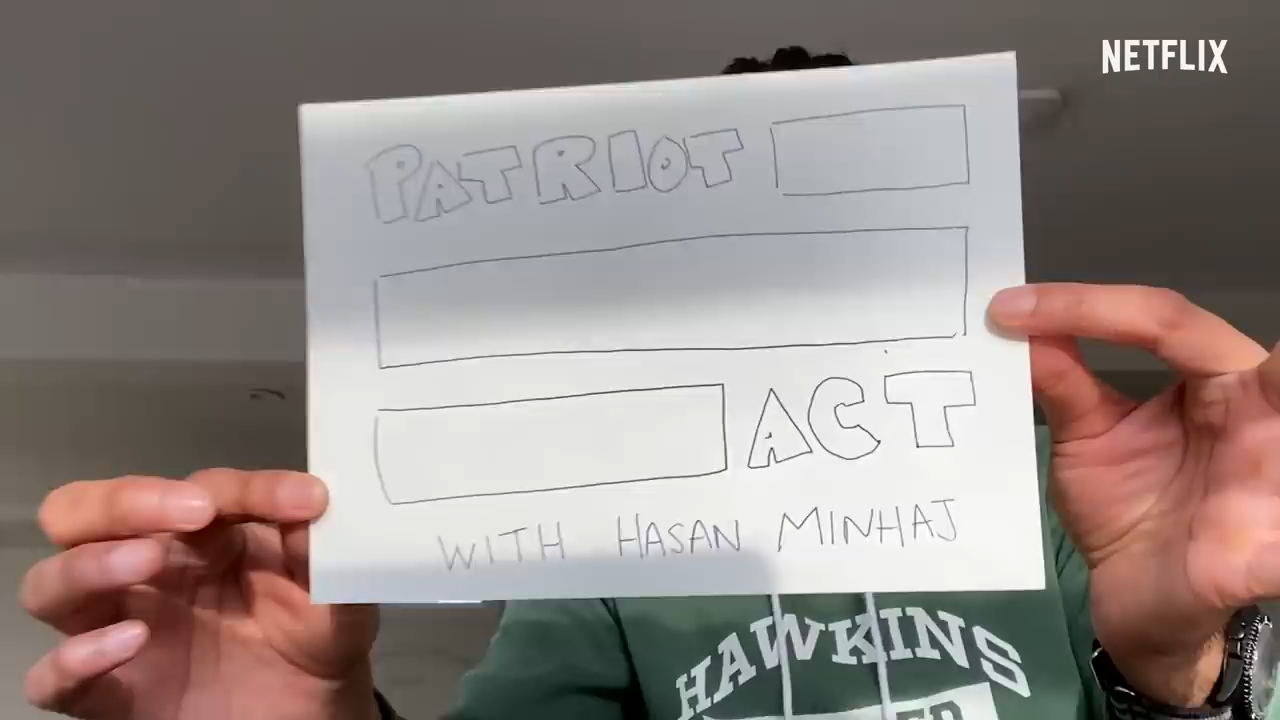 NETFLIX
PATRIOT
ACT
WITH HASAN MINHAJ
HAWKINS